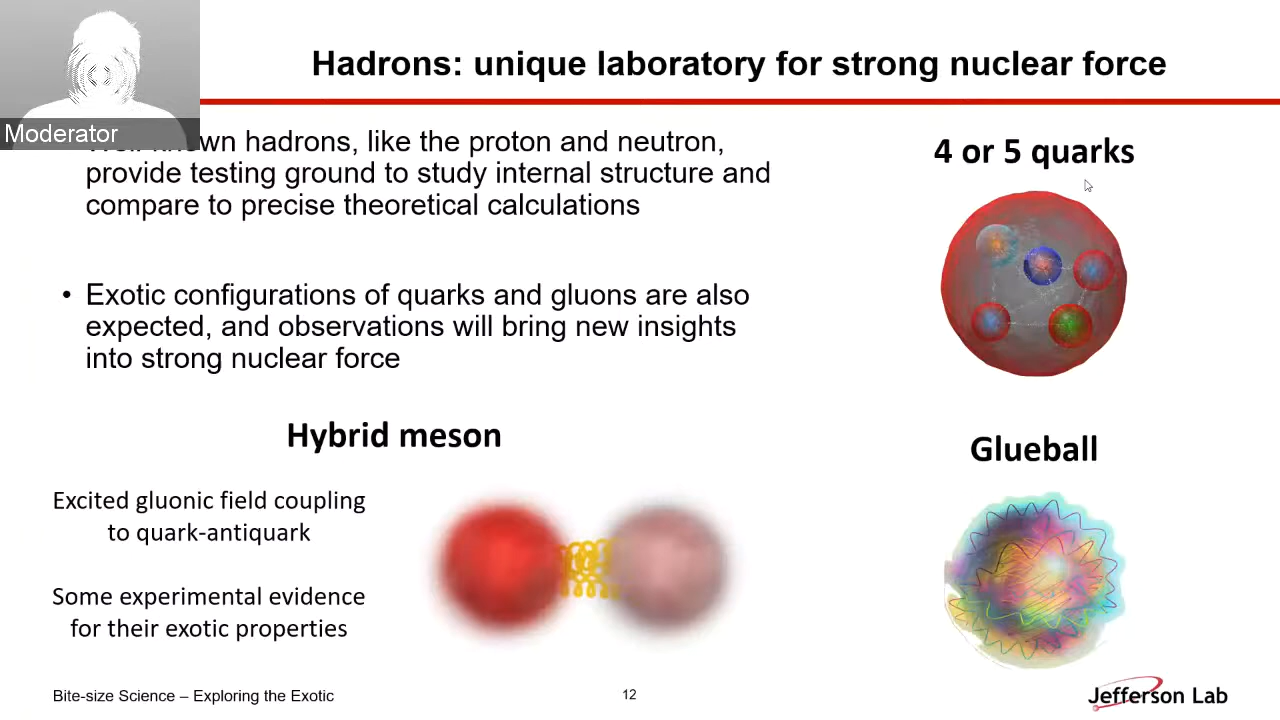 Hadrons: unique laboratory for strong nuclear force
Moderator
known hadrons, like the proton and neutron,
provide testing ground to study internal structure and
compare to precise theoretical calculations
4 or 5 quarks
• Exotic configurations of quarks and gluons are also
expected, and observations will bring new insights
into strong nuclear force
Hybrid meson
Glueball
Excited gluonic field coupling
to quark-antiquark
Some experimental evidence
for their exotic properties
Bite-size Science – Exploring the Exotic
12
Jefferson Lab